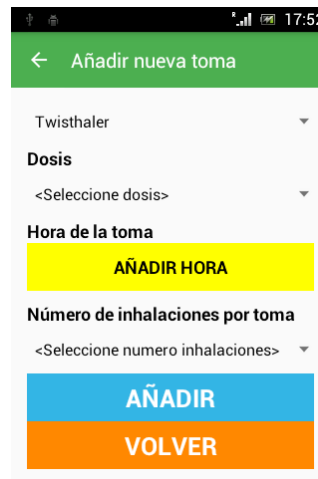 17:52
Añadir nueva toma
Twisthaler
Dosis
<Seleccione dosis>
Hora de la toma
AÑADIR HORA
Número de inhalaciones por toma
<Seleccione numero inhalaciones>
AÑADIR
VOLVER